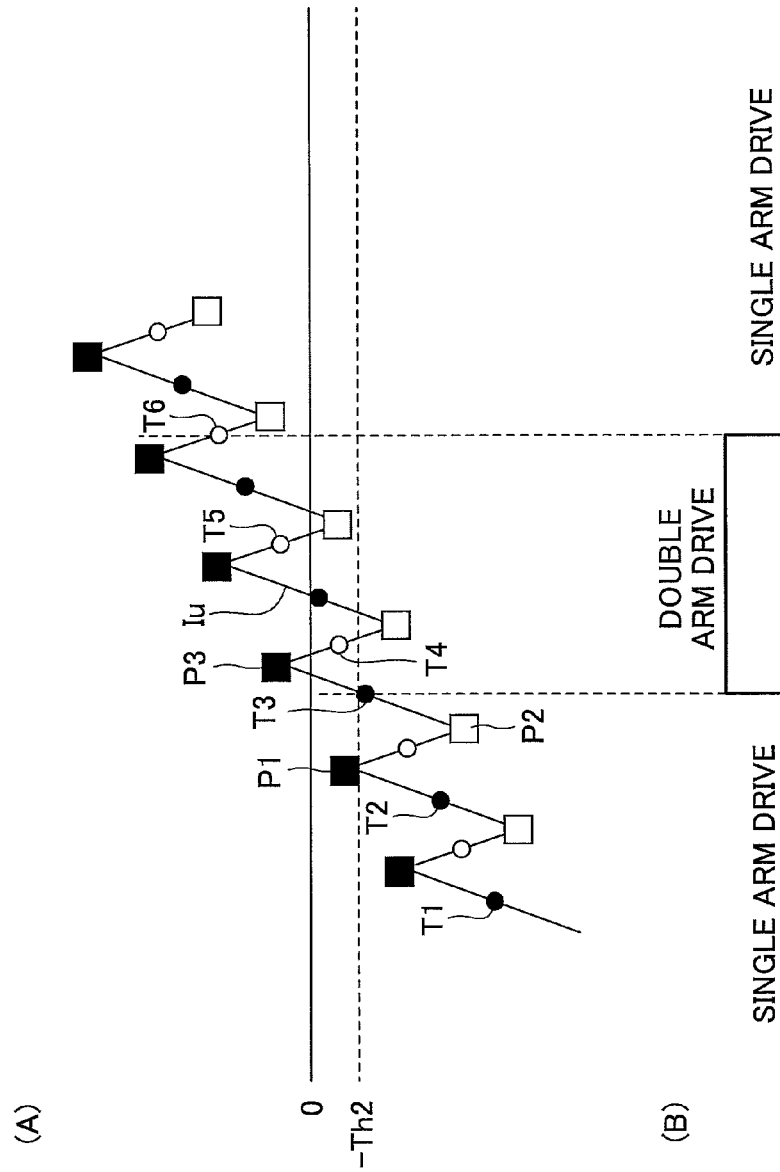 (A)
0
-Th2
T1
T2
P1
P2
T3
P3
T4
Iu
T5
T6
(B)
SINGLE ARM DRIVE
DOUBLE
ARM DRIVE
SINGLE ARM DRIVE